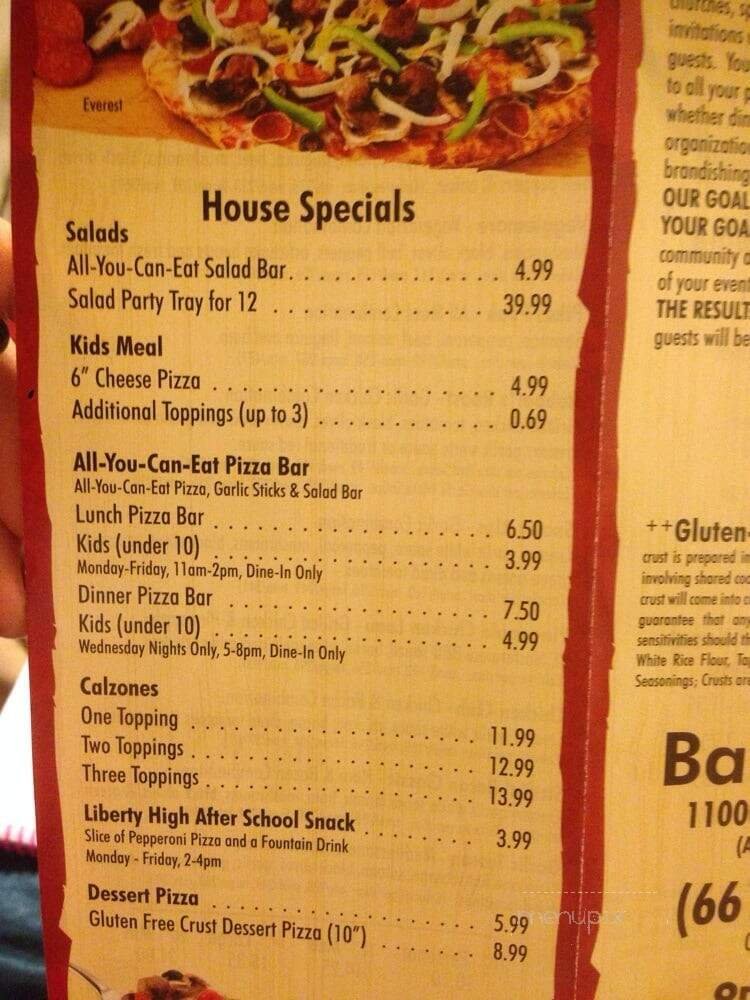 Everest
House Specials
Salads
All-You-Can-Eat Salad Bar. . . . . . . . . . . . . . 4.99
Salad Party Tray for 12 . . . . . . . . . . . . . . . 39.99
Kids Meal
6" Cheese Pizza . . . . . . . . . . . . . . . . . . . 4.99
Additional Toppings (up to 3) . . . . . . . . . . . . 0.69
All-You-Can-Eat Pizza Bar
All-You-Can-Eat Pizza, Garlic Sticks & Salad Bar
Lunch Pizza Bar . . . . . . . . . . . . . . . . . . . 6.50
Kids (under 10) . . . . . . . . . . . . . . . . . . . 3.99
Monday-Friday, 11am-2pm, Dine-In Only
Dinner Pizza Bar . . . . . . . . . . . . . . . . . . 7.50
Kids (under 10) . . . . . . . . . . . . . . . . . . . 4.99
Wednesday Nights Only, 5-8pm, Dine-In Only
Calzones
One Topping . . . . . . . . . . . . . . . . . . . . 11.99
Two Toppings . . . . . . . . . . . . . . . . . . . . 12.99
Three Toppings . . . . . . . . . . . . . . . . . . . 13.99
Liberty High After School Snack . . . . . . . . 3.99
Slice of Pepperoni Pizza and a Fountain Drink
Monday - Friday, 2-4pm
Dessert Pizza . . . . . . . . . . . . . . . . . . . 5.99
Gluten Free Crust Dessert Pizza (10") . . . . . . . 8.99
churches,
invitations
guests. You
to all your
whether
brandishing
OUR GOAL
YOUR
community
of your event
THE RESULT
guests will be
++Gluten-
crust is prepared in
involving shared
crust will come into
guarantee that any
sensitivities should
White Rice Flour,
Seasonings; Crusts are
Ba
1100
(66
menupix